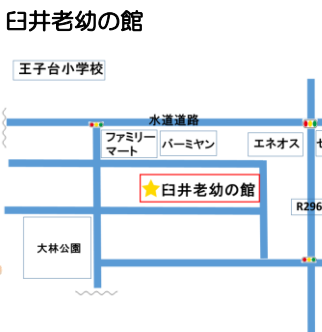 臼井老幼の館
王子台小学校
水道道路
ファミリー
マート
バーミヤン
エネオス
臼井老幼の館
R296
大林公園